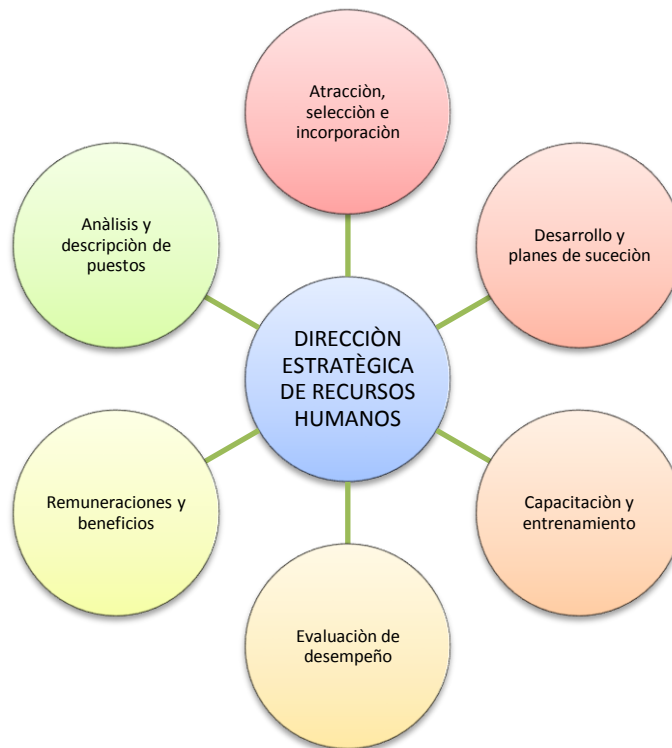 Atracciòn,
selecciòn e
incorporaciòn
Anàlisis y
descripciòn de
puestos
Desarrollo y
planes de suceciòn
DIRECCIÒN
ESTRATÈGICA
DE RECURSOS
HUMANOS
Remuneraciones y
beneficios
Capacitaciòn y
entrenamiento
Evaluaciòn de
desempeño